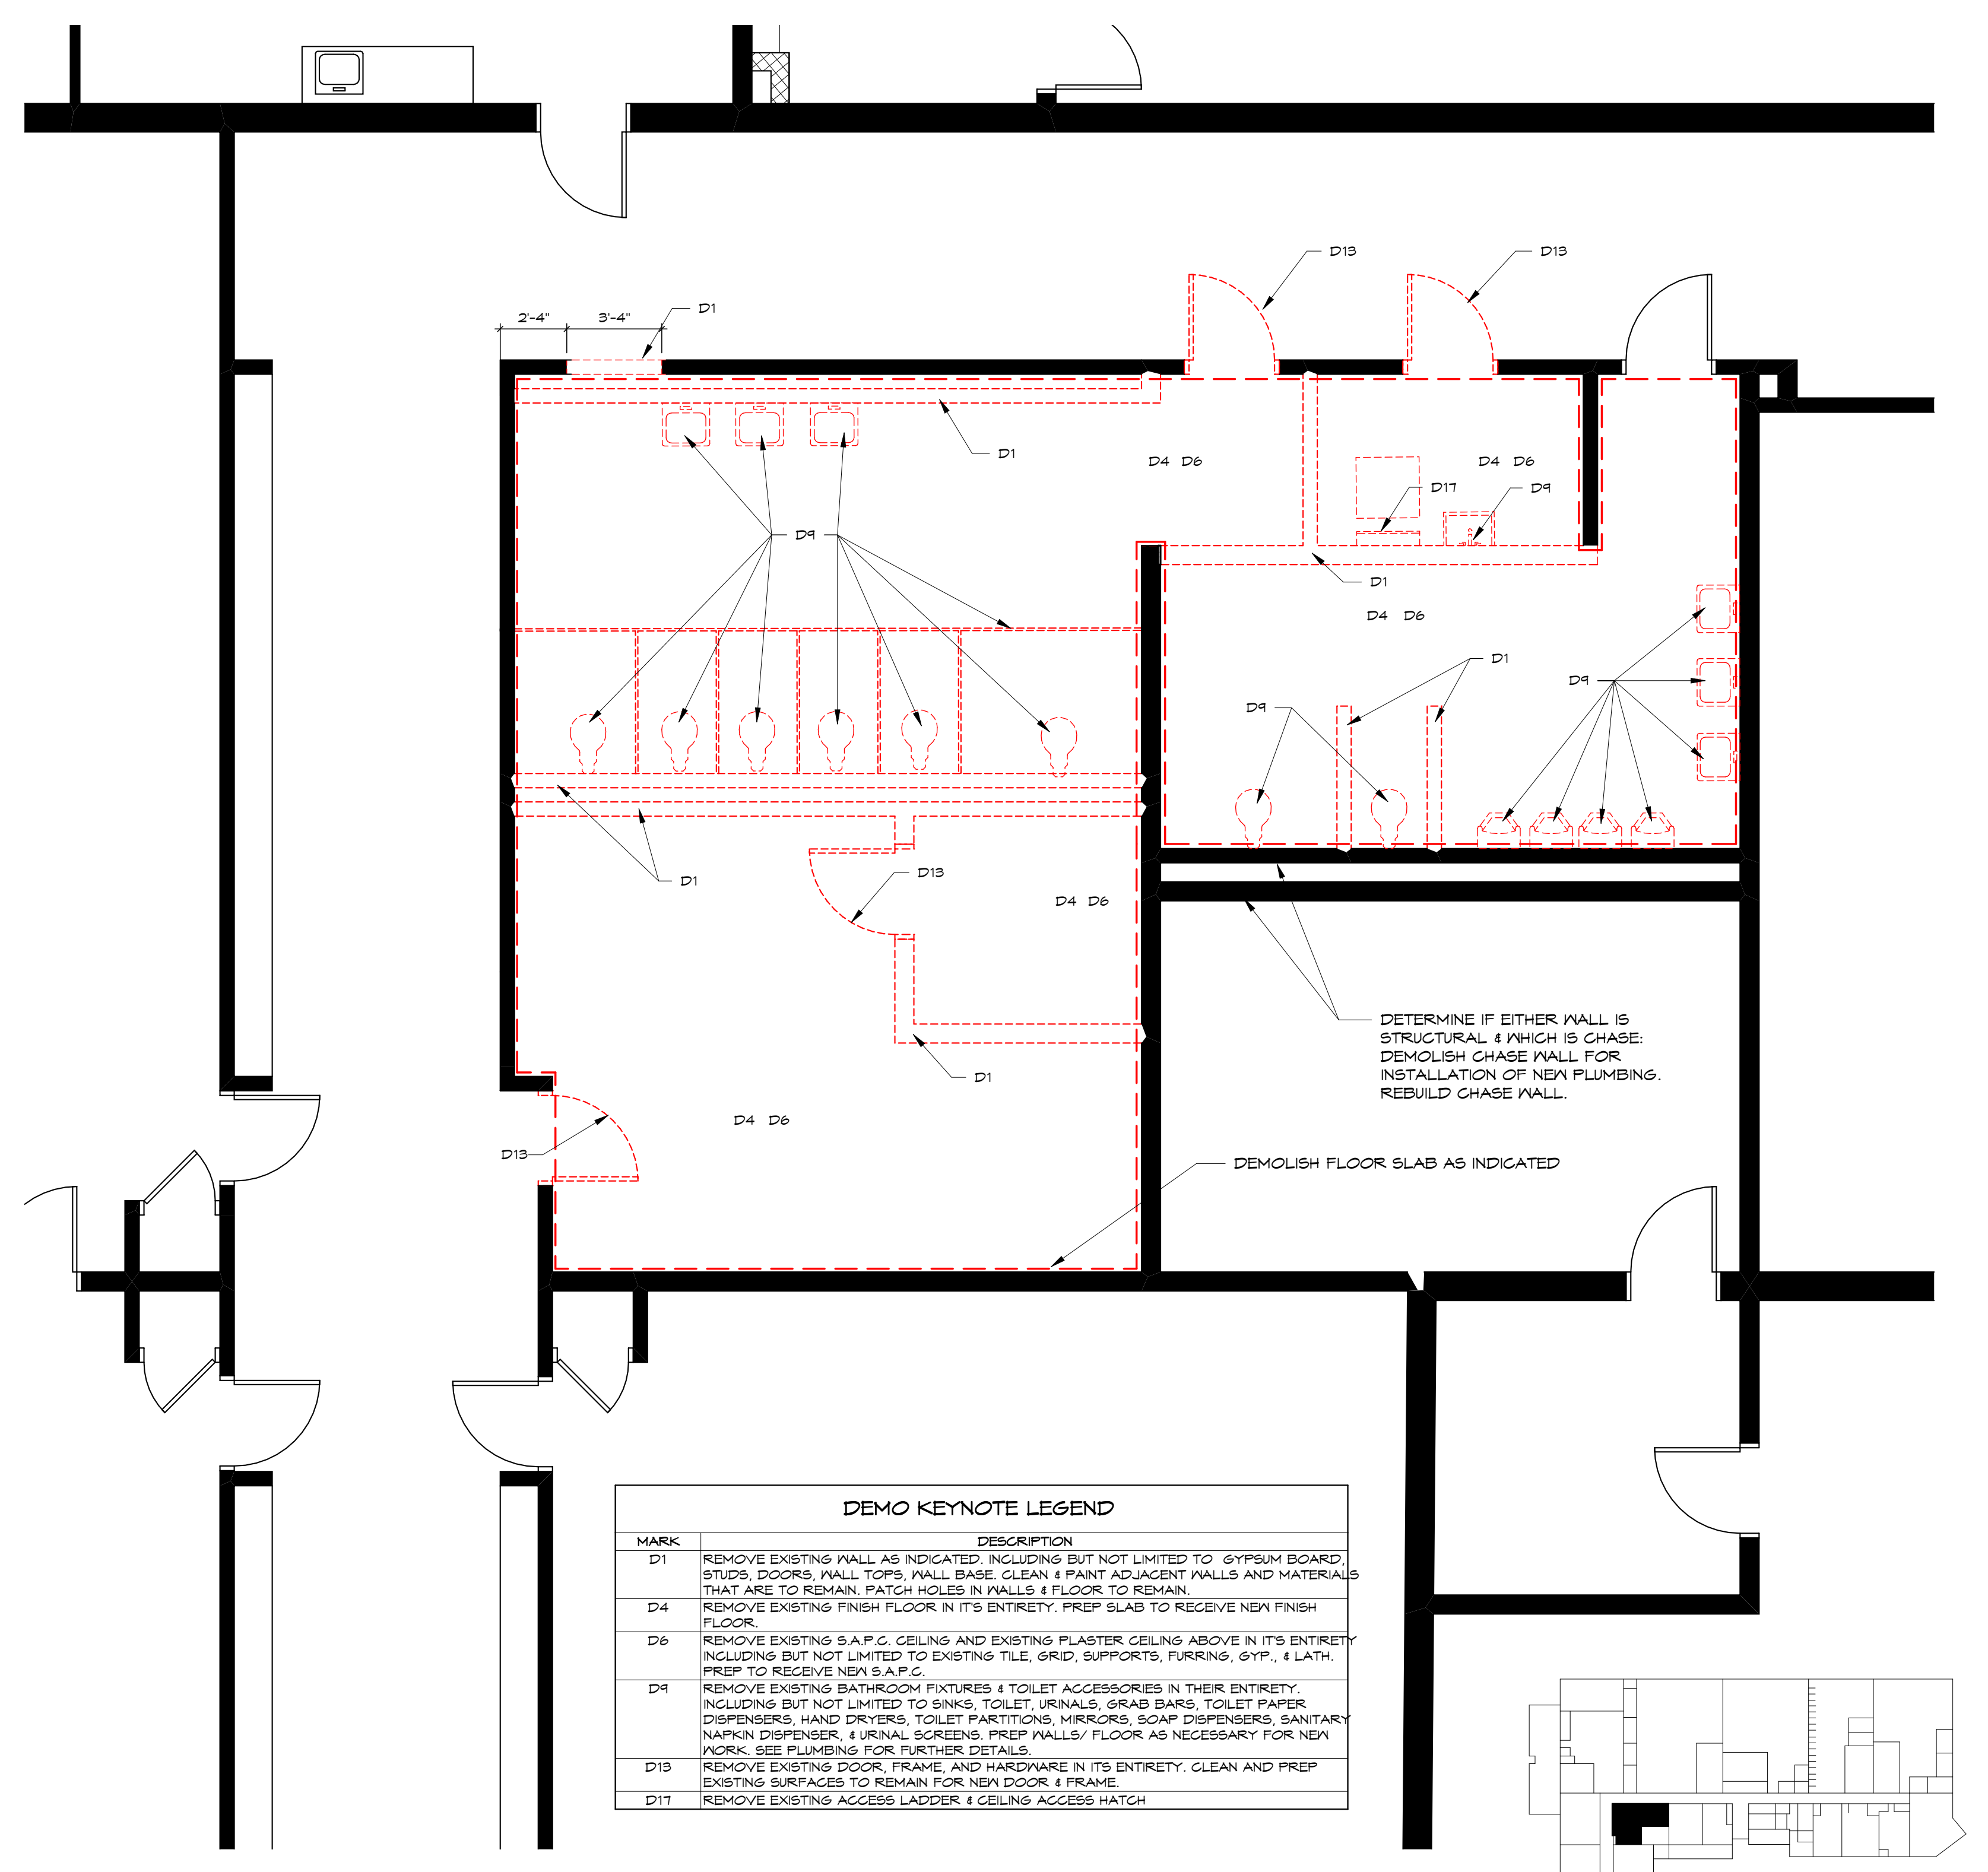 D13
D13
D1
2'-4"
3'-4"
D1
D4 D6
D4 D6
D17
D9
D9
D1
D4 D6
D1
D9
D9
D1
D13
D4 D6
DETERMINE IF EITHER WALL IS
STRUCTURAL & WHICH IS CHASE:
DEMOLISH CHASE WALL FOR
INSTALLATION OF NEW PLUMBING.
REBUILD CHASE WALL.
D1
D4 D6
D13
DEMOLISH FLOOR SLAB AS INDICATED
DEMO KEYNOTE LEGEND
MARK DESCRIPTION
D1 REMOVE EXISTING WALL AS INDICATED. INCLUDING BUT NOT LIMITED TO GYPSUM BOARD,
STUDS, DOORS, WALL TOPS, WALL BASE. CLEAN & PAINT ADJACENT WALLS AND MATERIALS
THAT ARE TO REMAIN. PATCH HOLES IN WALLS & FLOOR TO REMAIN.
D4 REMOVE EXISTING FINISH FLOOR IN IT'S ENTIRETY. PREP SLAB TO RECEIVE NEW FINISH
FLOOR.
D6 REMOVE EXISTING S.A.P.C. CEILING AND EXISTING PLASTER CEILING ABOVE IN IT'S ENTIRETY
INCLUDING BUT NOT LIMITED TO EXISTING TILE, GRID, SUPPORTS, FURRING, GYP., & LATH.
PREP TO RECEIVE NEW S.A.P.C.
D9 REMOVE EXISTING BATHROOM FIXTURES & TOILET ACCESSORIES IN THEIR ENTIRETY.
INCLUDING BUT NOT LIMITED TO SINKS, TOILET, URINALS, GRAB BARS, TOILET PAPER
DISPENSERS, HAND DRYERS, TOILET PARTITIONS, MIRRORS, SOAP DISPENSERS, SANITARY
NAPKIN DISPENSER, & URINAL SCREENS. PREP WALLS/ FLOOR AS NECESSARY FOR NEW
WORK. SEE PLUMBING FOR FURTHER DETAILS.
D13 REMOVE EXISTING DOOR, FRAME, AND HARDWARE IN ITS ENTIRETY. CLEAN AND PREP
EXISTING SURFACES TO REMAIN FOR NEW DOOR & FRAME.
D17 REMOVE EXISTING ACCESS LADDER & CEILING ACCESS HATCH